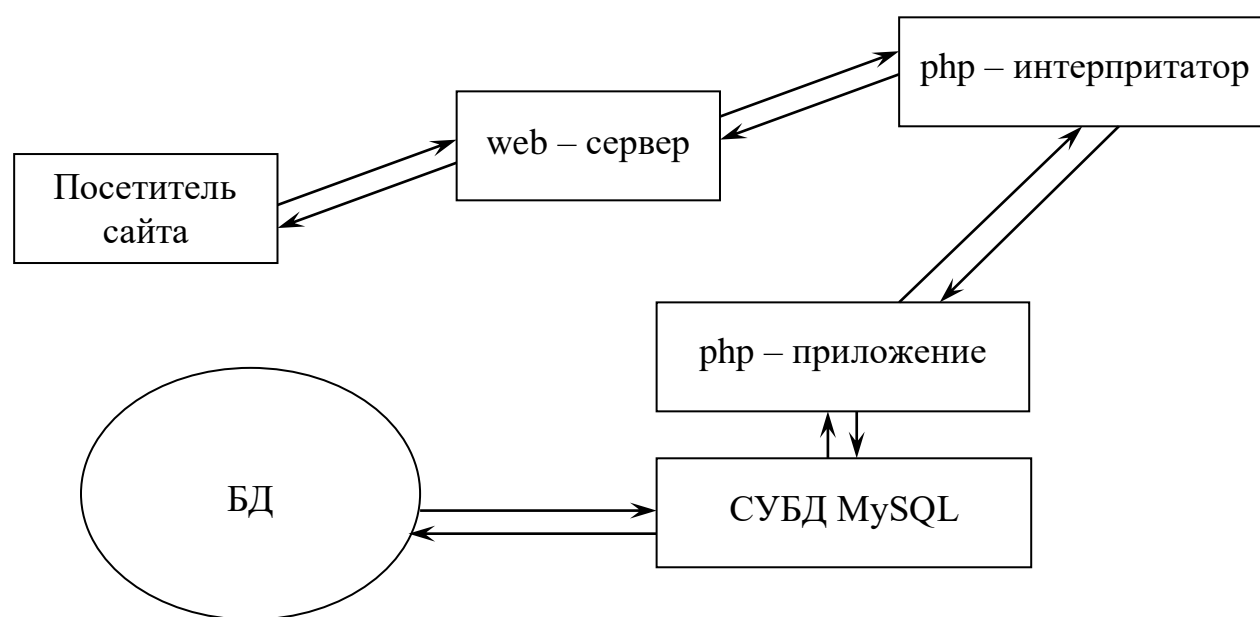 php – интерпритатор
web – сервер
Посетитель
сайта
php – приложение
БД
СУБД MySQL